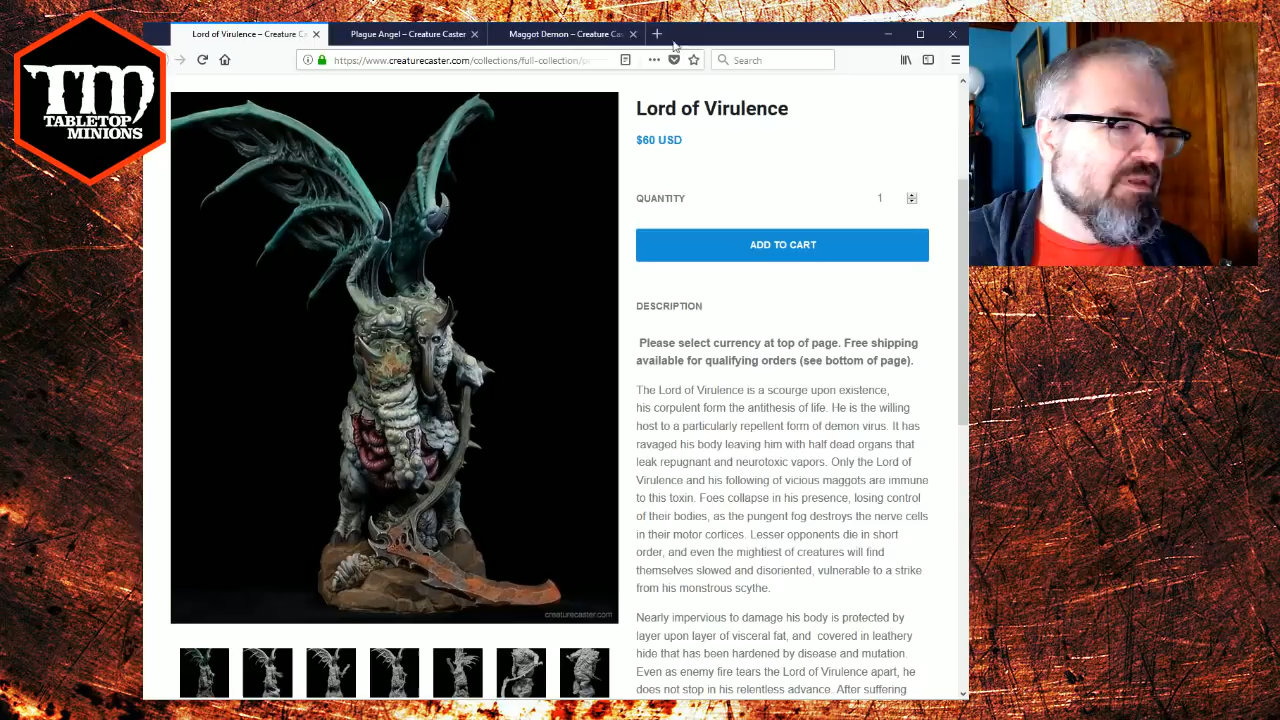 TM
TABLETOP
MINIONS
Lord of Virulence – Creature C
Plague Angel – Creature Caster
Maggot Demon – Creature Cas
https://www.creaturecaster.com/collections/full-collection/p
Search
Lord of Virulence
$60 USD
QUANTITY
1
ADD TO CART
DESCRIPTION
Please select currency at top of page. Free shipping
available for qualifying orders (see bottom of page).
The Lord of Virulence is a scourge upon existence,
his corpulent form the antithesis of life. He is the willing
host to a particularly repellent form of demon virus. It has
ravaged his body leaving him with half dead organs that
leak repugnant and neurotoxic vapors. Only the Lord of
Virulence and his following of vicious maggots are immune
to this toxin. Foes collapse in his presence, losing control
of their bodies, as the pungent fog destroys the nerve cells
in their motor cortices. Lesser opponents die in short
order, and even the mightiest of creatures will find
themselves slowed and disoriented, vulnerable to a strike
from his monstrous scythe.
Nearly impervious to damage his body is protected by
layer upon layer of visceral fat, and covered in leathery
hide that has been hardened by disease and mutation.
Even as enemy fire tears the Lord of Virulence apart, he
does not stop in his relentless advance. After suffering
creaturecaster.com